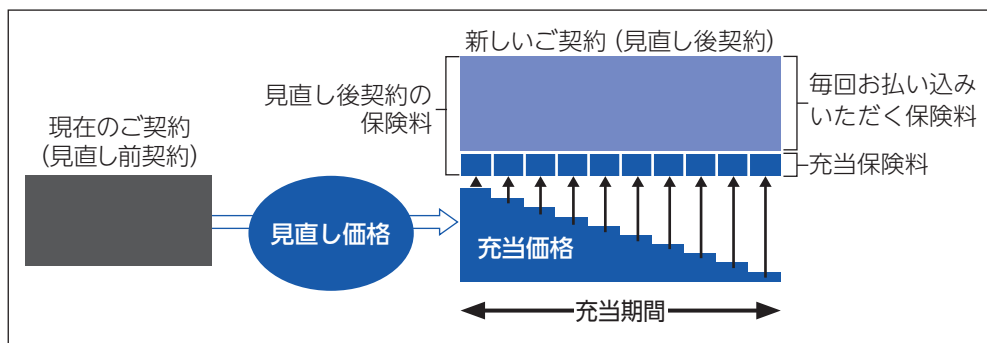 新しいご契約（見直し後契約）
見直し後契約の
保険料
毎回お払い込み
いただく保険料
現在のご契約
（見直し前契約）
充当保険料
見直し価格
充当価格
充当期間